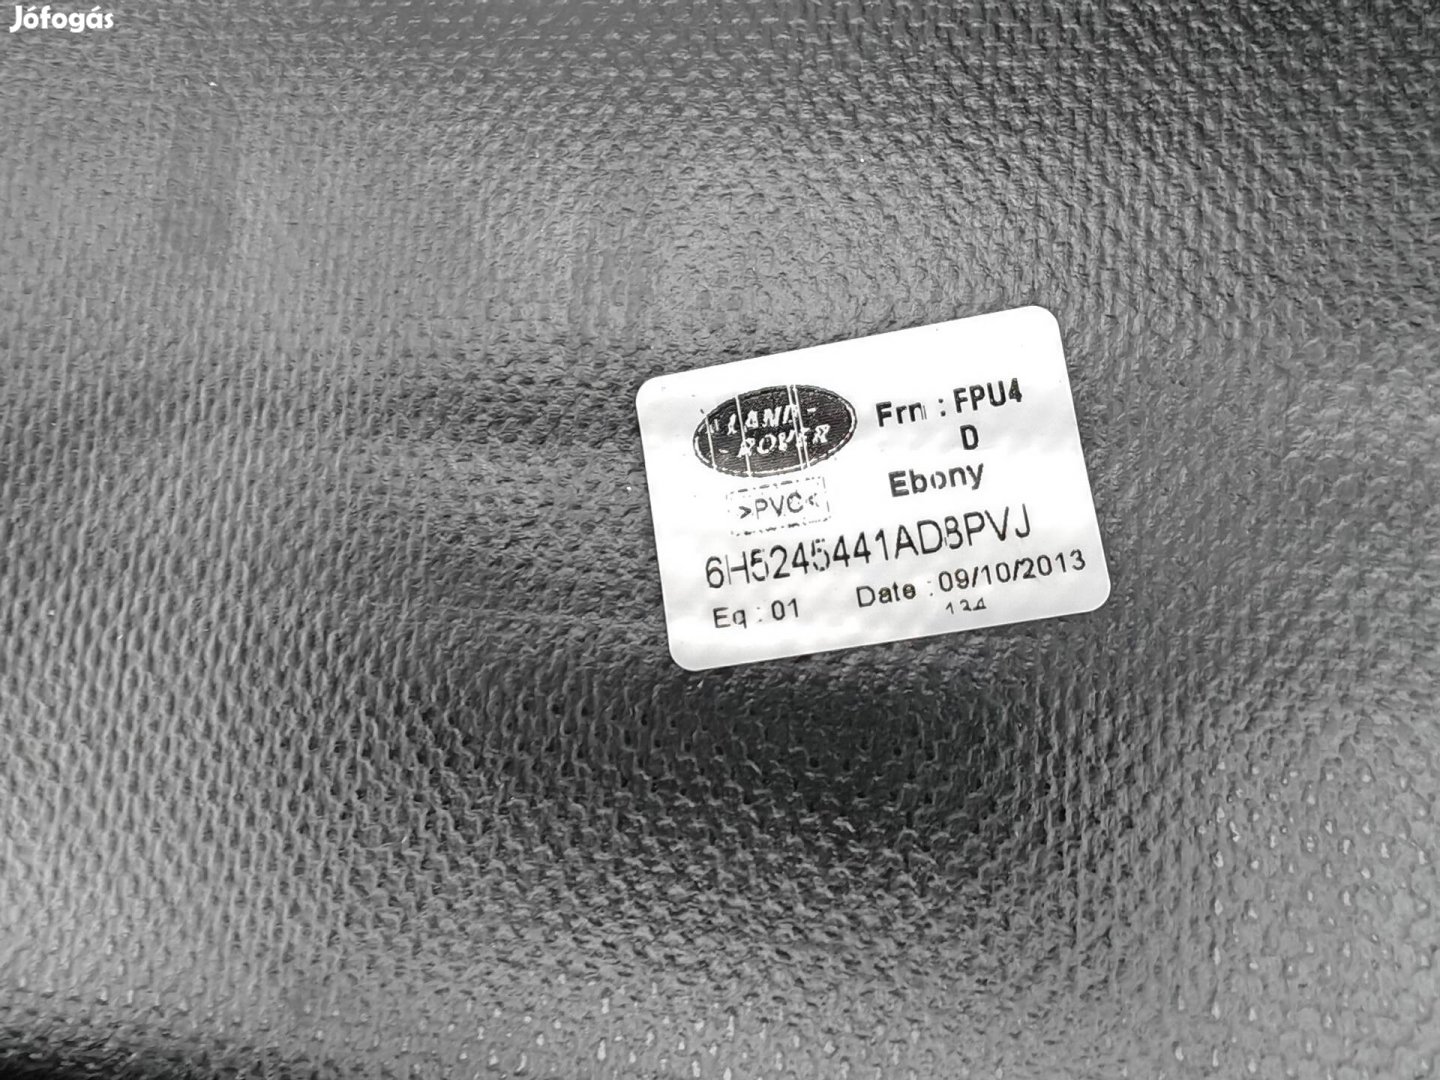 Jófogás
LAND-
-ROVER
Frn : FPU4
D
>PVC<
Ebony
6H5245441AD8PVJ
Eq : 01
Date : 09/10/2013
134